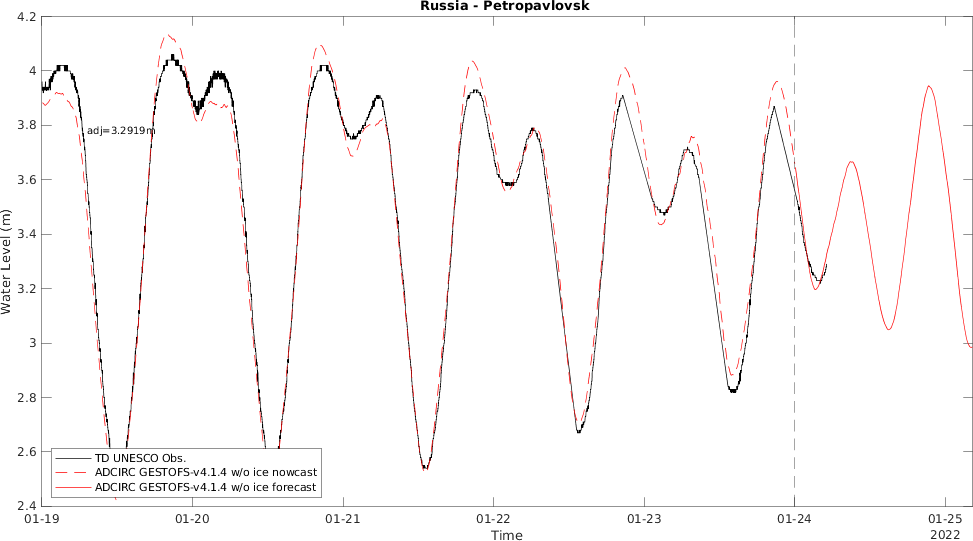 Russia - Petropavlovsk
4.2
4
3.8
3.6
3.4
3.2
3
2.8
2.6
2.4
Water Level (m)
adj=3.2919m
TD UNESCO Obs.
ADCIRC GESTOFS-v4.1.4 w/o ice nowcast
ADCIRC GESTOFS-v4.1.4 w/o ice forecast
01-19 01-20 01-21 01-22 01-23 01-24 01-25
2022
Time